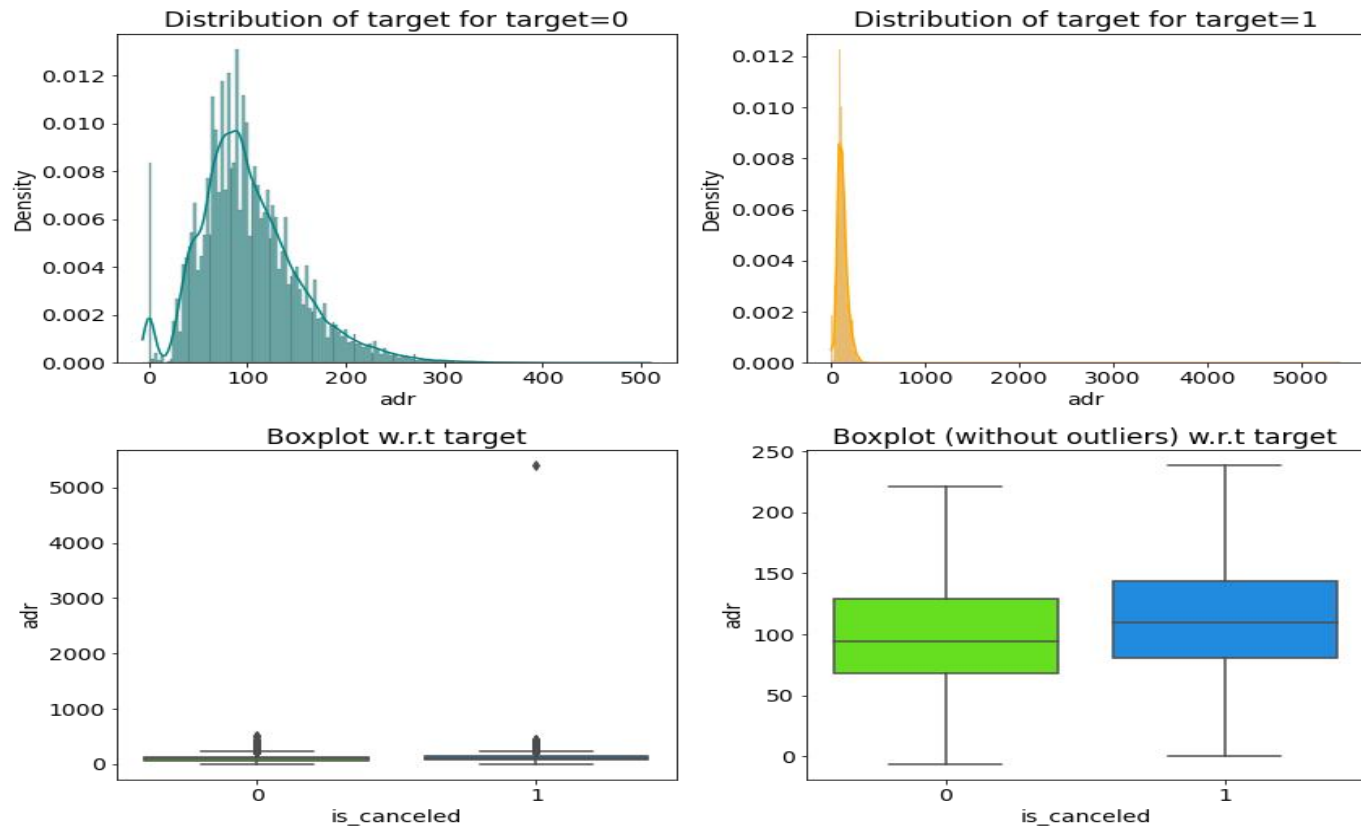 Distribution of target for target=0
Density
0.012
0.010
0.008
0.006
0.004
0.002
0.000
0 100 200 300 400 500
adr
Distribution of target for target=1
Density
0.012
0.010
0.008
0.006
0.004
0.002
0.000
0 1000 2000 3000 4000 5000
adr
Boxplot w.r.t target
adr
5000
4000
3000
2000
1000
0
0 1
is_canceled
Boxplot (without outliers) w.r.t target
adr
250
200
150
100
50
0
0 1
is_canceled